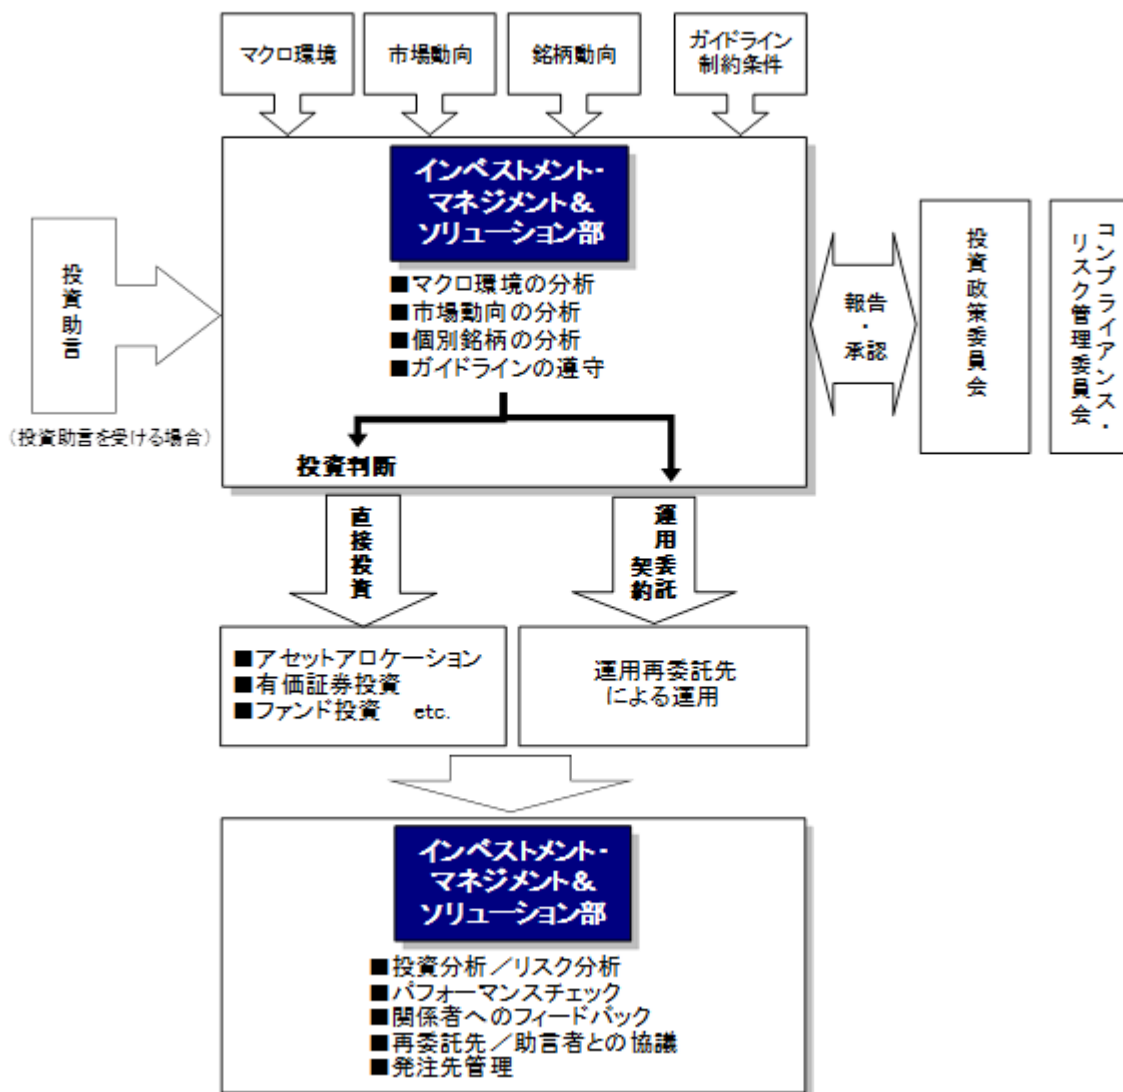 マクロ環境
市場動向
銘柄動向
ガイドライン
制約条件
インベストメント・
マネジメント&
ソリューション部
■マクロ環境の分析
■市場動向の分析
■個別銘柄の分析
■ガイドラインの遵守
投資助言
(投資助言を受ける場合)
報告
・
承認
投資政策委員会
コンプライアンス・
リスク管理委員会
投資判断
直接投資
運用委託
契約
■アセットアロケーション
■有価証券投資
■ファンド投資 etc.
運用再委託先
による運用
インベストメント・
マネジメント&
ソリューション部
■投資分析/リスク分析
■パフォーマンスチェック
■関係者へのフィードバック
■再委託先/助言者との協議
■発注先管理